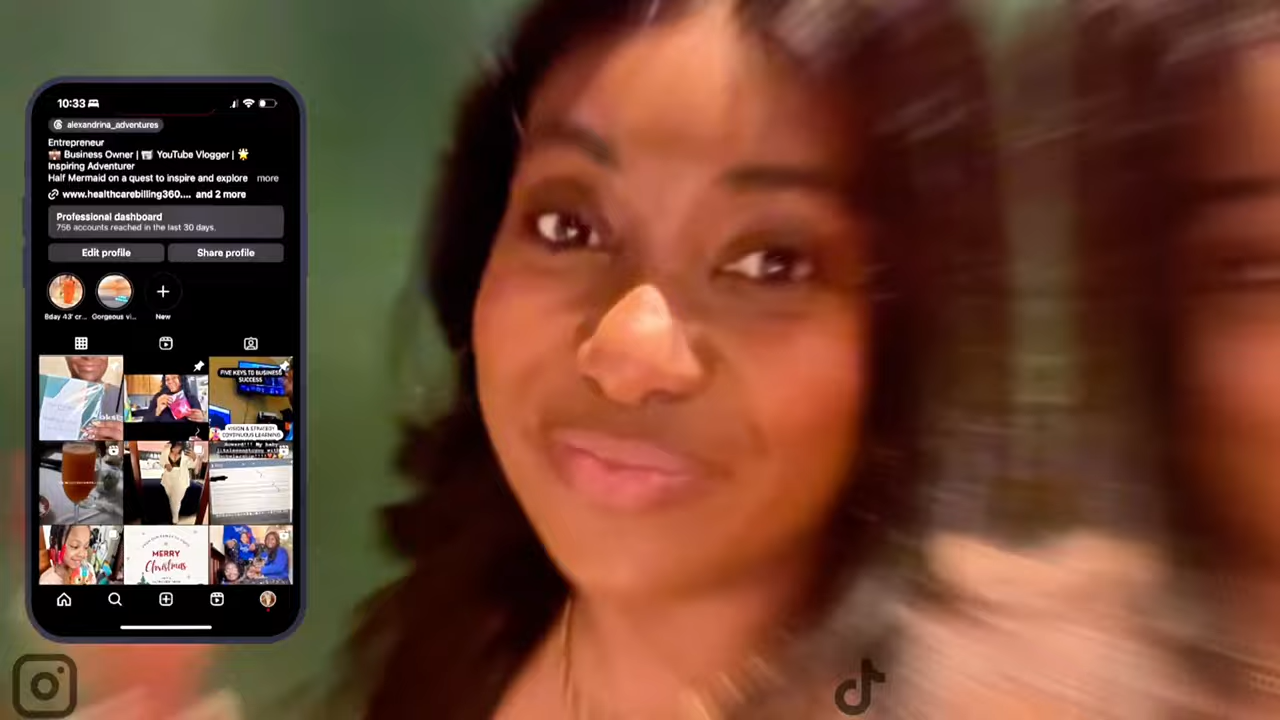 10:33
alexandrina_adventures
Entrepreneur
Business Owner | YouTube Vlogger |
Inspiring Adventurer
Half Mermaid on a quest to inspire and explore more
www.healthcarebilling360.... and 2 more
Professional dashboard
756 accounts reached in the last 30 days.
Edit profile Share profile
Bday 43' cr... Gorgeous vi... New
FIVE KEYS TO BUSINESS
SUCCESS
VISION & STRATEGY
CONTINUOUS LEARNING
MERRY
Christmas